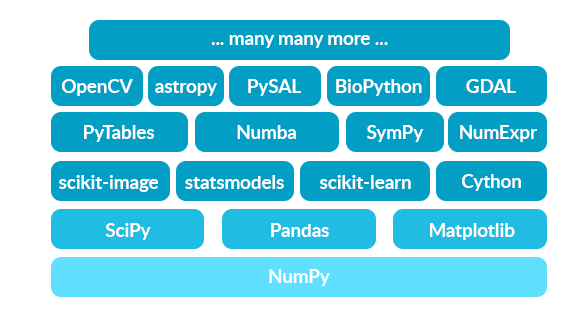 ... many many more ...
OpenCV astropy PySAL BioPython GDAL
PyTables Numba SymPy NumExpr
scikit-image statsmodels scikit-learn Cython
SciPy Pandas Matplotlib
NumPy